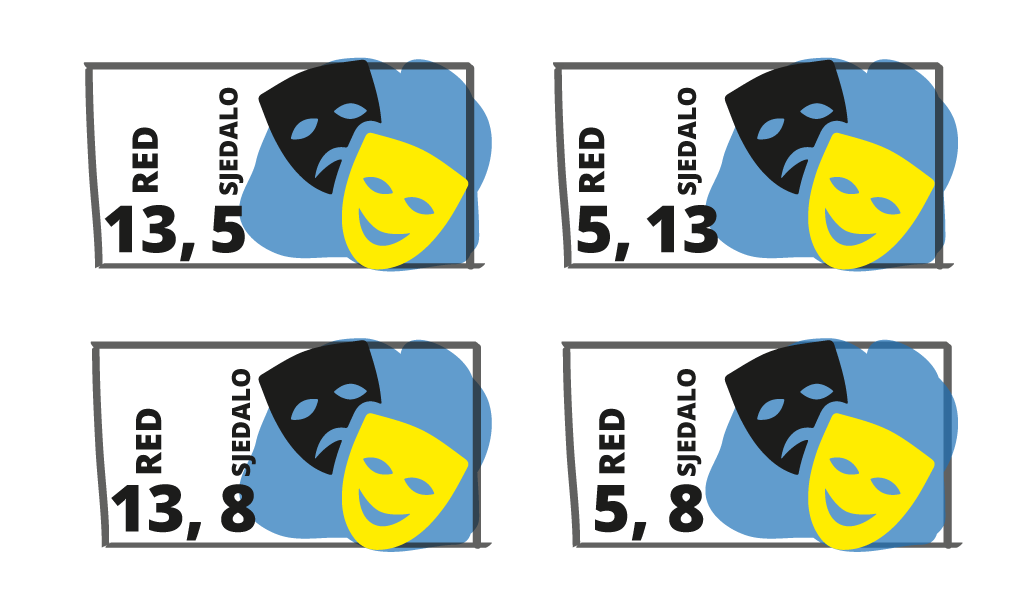 RED SJEDALO
13, 5
RED SJEDALO
5, 13
RED SJEDALO
13, 8
RED SJEDALO
5, 8